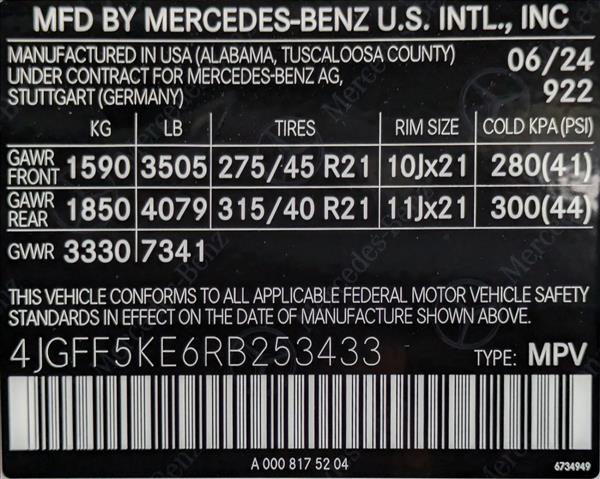 MFD BY MERCEDES-BENZ U.S. INTL., INC
MANUFACTURED IN USA (ALABAMA, TUSCALOOSA COUNTY) 06/24
UNDER CONTRACT FOR MERCEDES-BENZ AG,
STUTTGART (GERMANY) 922
KG LB TIRES RIM SIZE COLD KPA (PSI)
GAWR FRONT 1590 3505 275/45 R21 10Jx21 280(41)
GAWR REAR 1850 4079 315/40 R21 11Jx21 300(44)
GVWR 3330 7341
THIS VEHICLE CONFORMS TO ALL APPLICABLE FEDERAL MOTOR VEHICLE SAFETY
STANDARDS IN EFFECT ON THE DATE OF MANUFACTURE SHOWN ABOVE.
4JGFF5KE6RB253433 TYPE: MPV
A 000 817 52 04 6734949